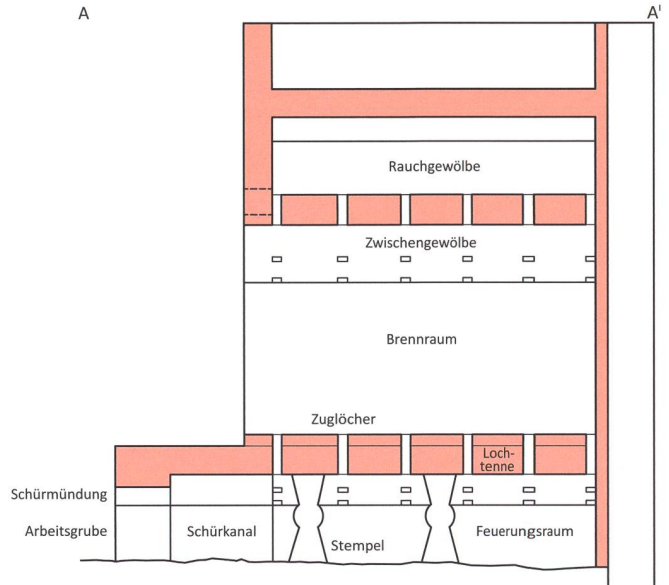 A
A'
Rauchgewölbe
Zwischengewölbe
Brennraum
Zuglöcher
Loch-
tenne
Schürmündung
Arbeitsgrube
Schürkanal
Stempel
Feuerungsraum